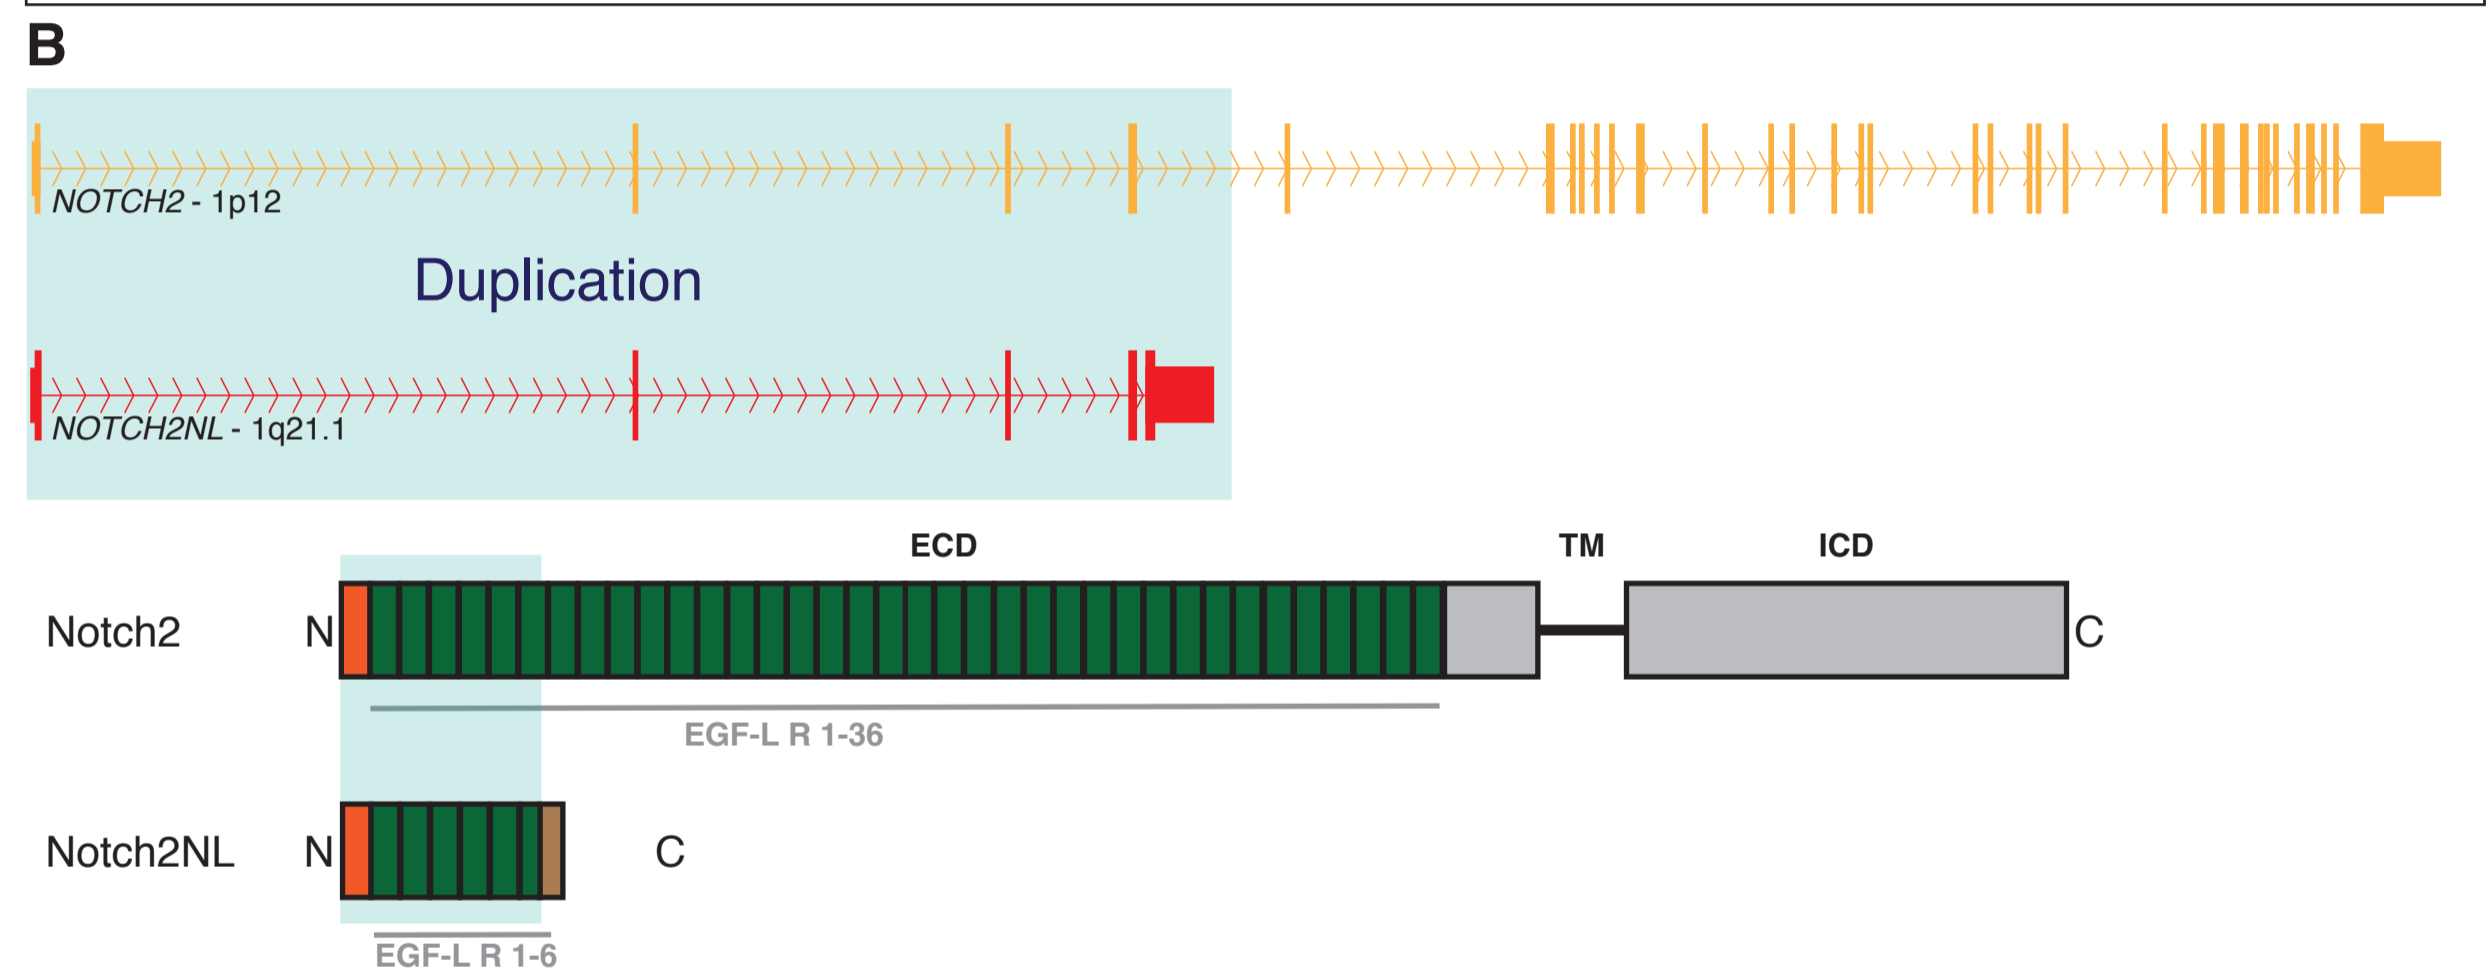 B
NOTCH2 - 1p12
Duplication
NOTCH2NL - 1q21.1
ECD TM ICD
Notch2 N C
EGF-L R 1-36
Notch2NL N C
EGF-L R 1-6